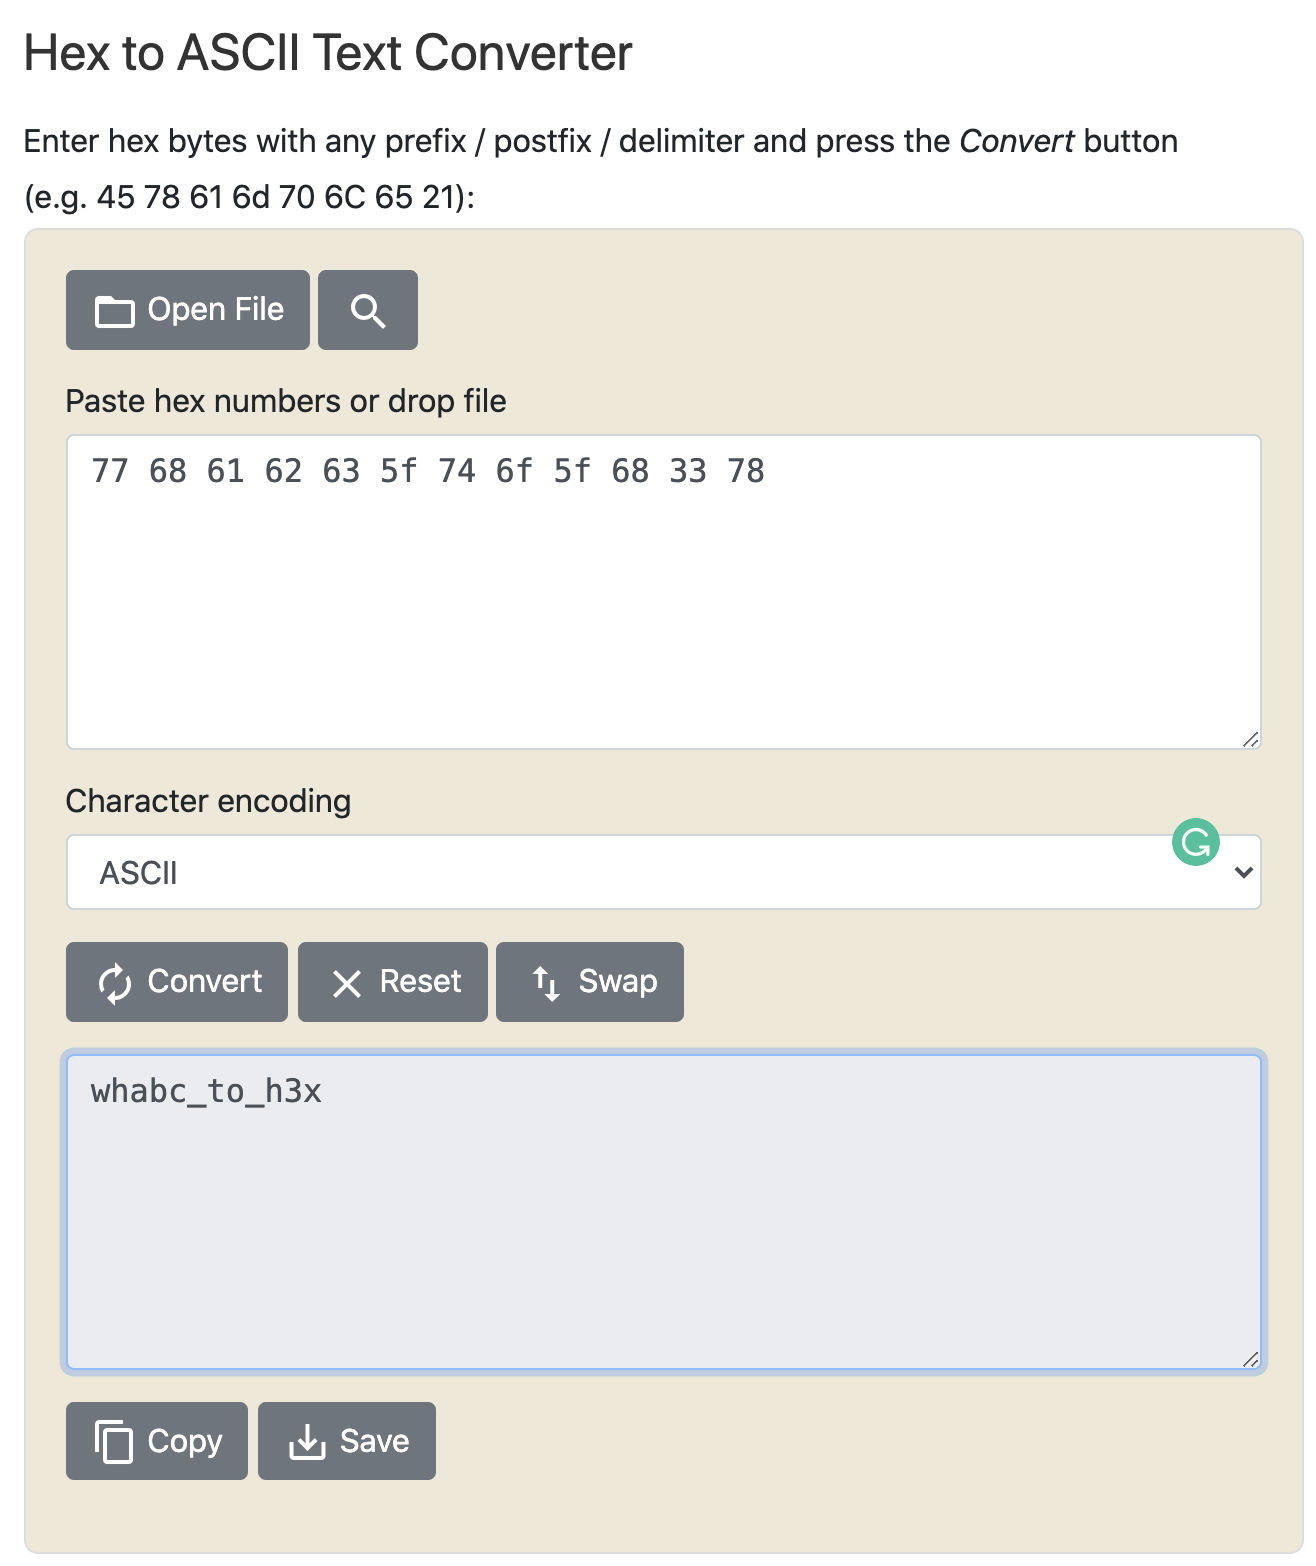 Hex to ASCII Text Converter
Enter hex bytes with any prefix / postfix / delimiter and press the Convert button
(e.g. 45 78 61 6d 70 6C 65 21):
Open File
Paste hex numbers or drop file
77 68 61 62 63 5f 74 6f 5f 68 33 78
Character encoding
ASCII
Convert Reset Swap
whabc_to_h3x
Copy Save